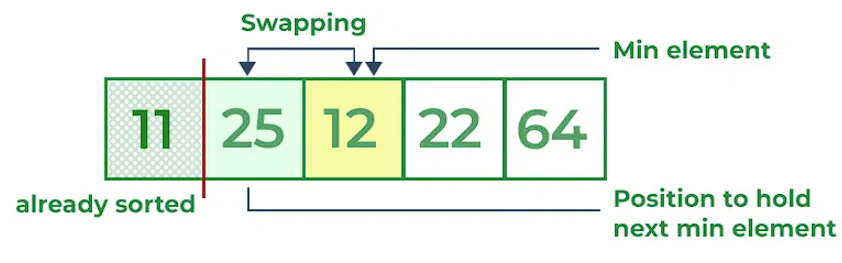 Swapping
Min element
11 25 12 22 64
already sorted
Position to hold
next min element